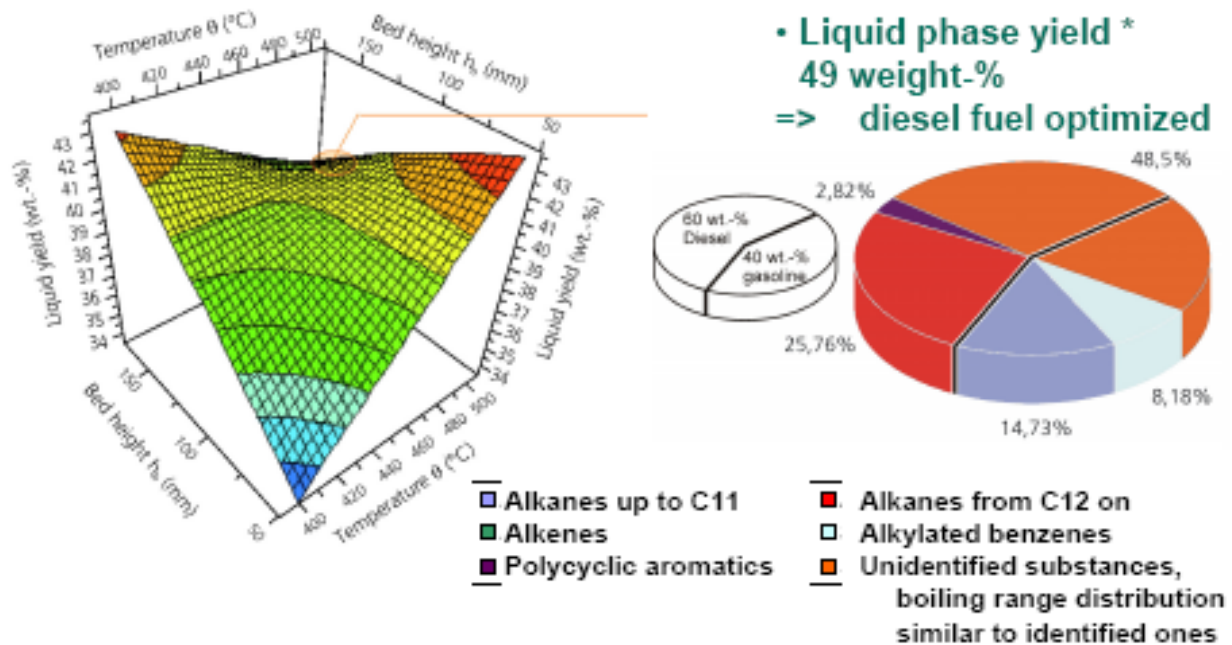 • Liquid phase yield *
49 weight-%
=> diesel fuel optimized
Temperature θ (°C)
400 420 440 460 480 500
Bed height h
(mm)
150 100 50
Liquid yield (wt.-%)
43
42
41
40
39
38
37
36
35
34
Liquid yield (wt.-%)
43
42
41
40
39
38
37
36
35
34
Bed height h
(mm)
150 100 50
Temperature θ (°C)
400 420 440 460 480 500
60 wt.-%
Diesel
40 wt.-%
gasoline
48,5%
2,82%
25,76%
14,73%
8,18%
Alkanes up to C11
Alkenes
Polycyclic aromatics
Alkanes from C12 on
Alkylated benzenes
Unidentified substances,
boiling range distribution
similar to identified ones